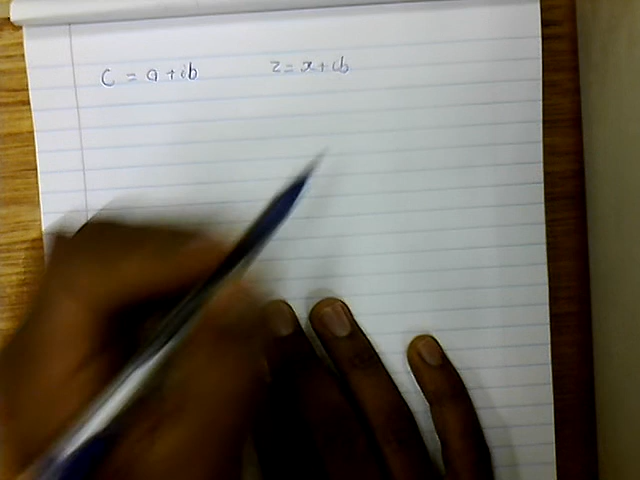 C = a + ib z = x + ib